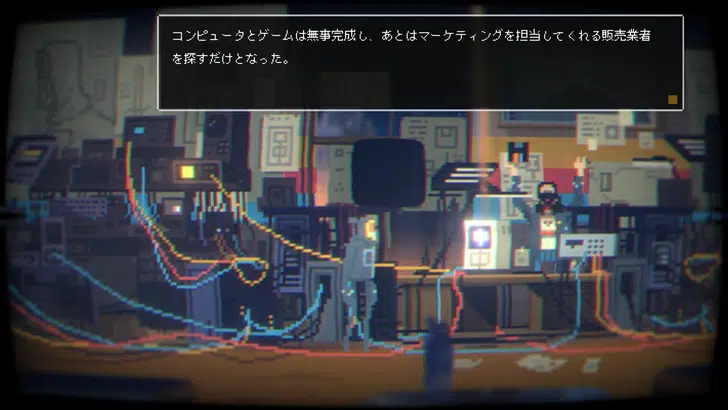 コンピュータとゲームは無事完成し、あとはマーケティングを担当してくれる販売業者
を探すだけとなった。